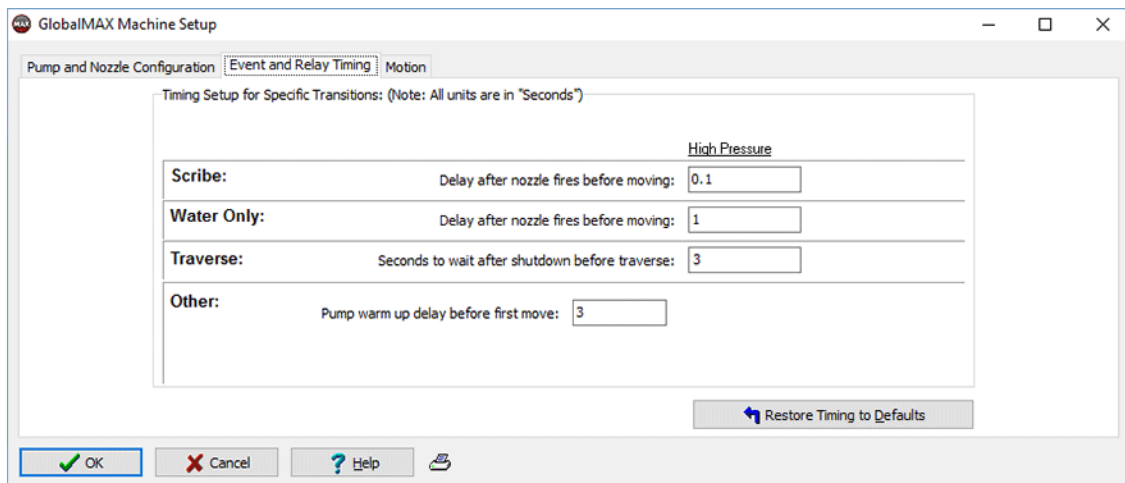 GlobalMAX Machine Setup
Pump and Nozzle Configuration Event and Relay Timing Motion
Timing Setup for Specific Transitions: (Note: All units are in "Seconds")
High Pressure
Scribe: Delay after nozzle fires before moving: 0.1
Water Only: Delay after nozzle fires before moving: 1
Traverse: Seconds to wait after shutdown before traverse: 3
Other: Pump warm up delay before first move: 3
Restore Timing to Defaults
OK Cancel Help